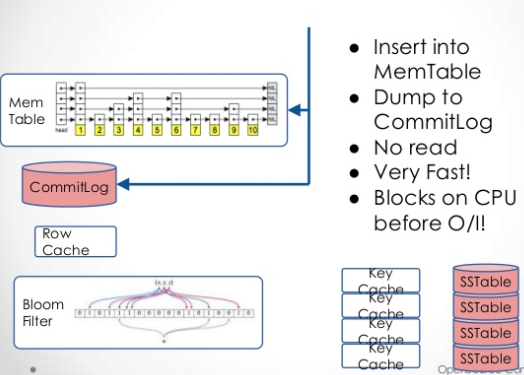 Insert into
MemTable
Dump to
CommitLog
No read
Very Fast!
Blocks on CPU
before O/I!
Mem
Table
head
1 2 3 4 5 6 7 8 9 10
NIL
NIL
NIL
NIL
CommitLog
Row
Cache
Bloom
Filter
{x, y, z}
0 1 0 1 1 1 0 0 0 0 0 1 0 1 0 0 1 0
w
Key
Cache
Key
Cache
Key
Cache
Key
Cache
SSTable
SSTable
SSTable
SSTable